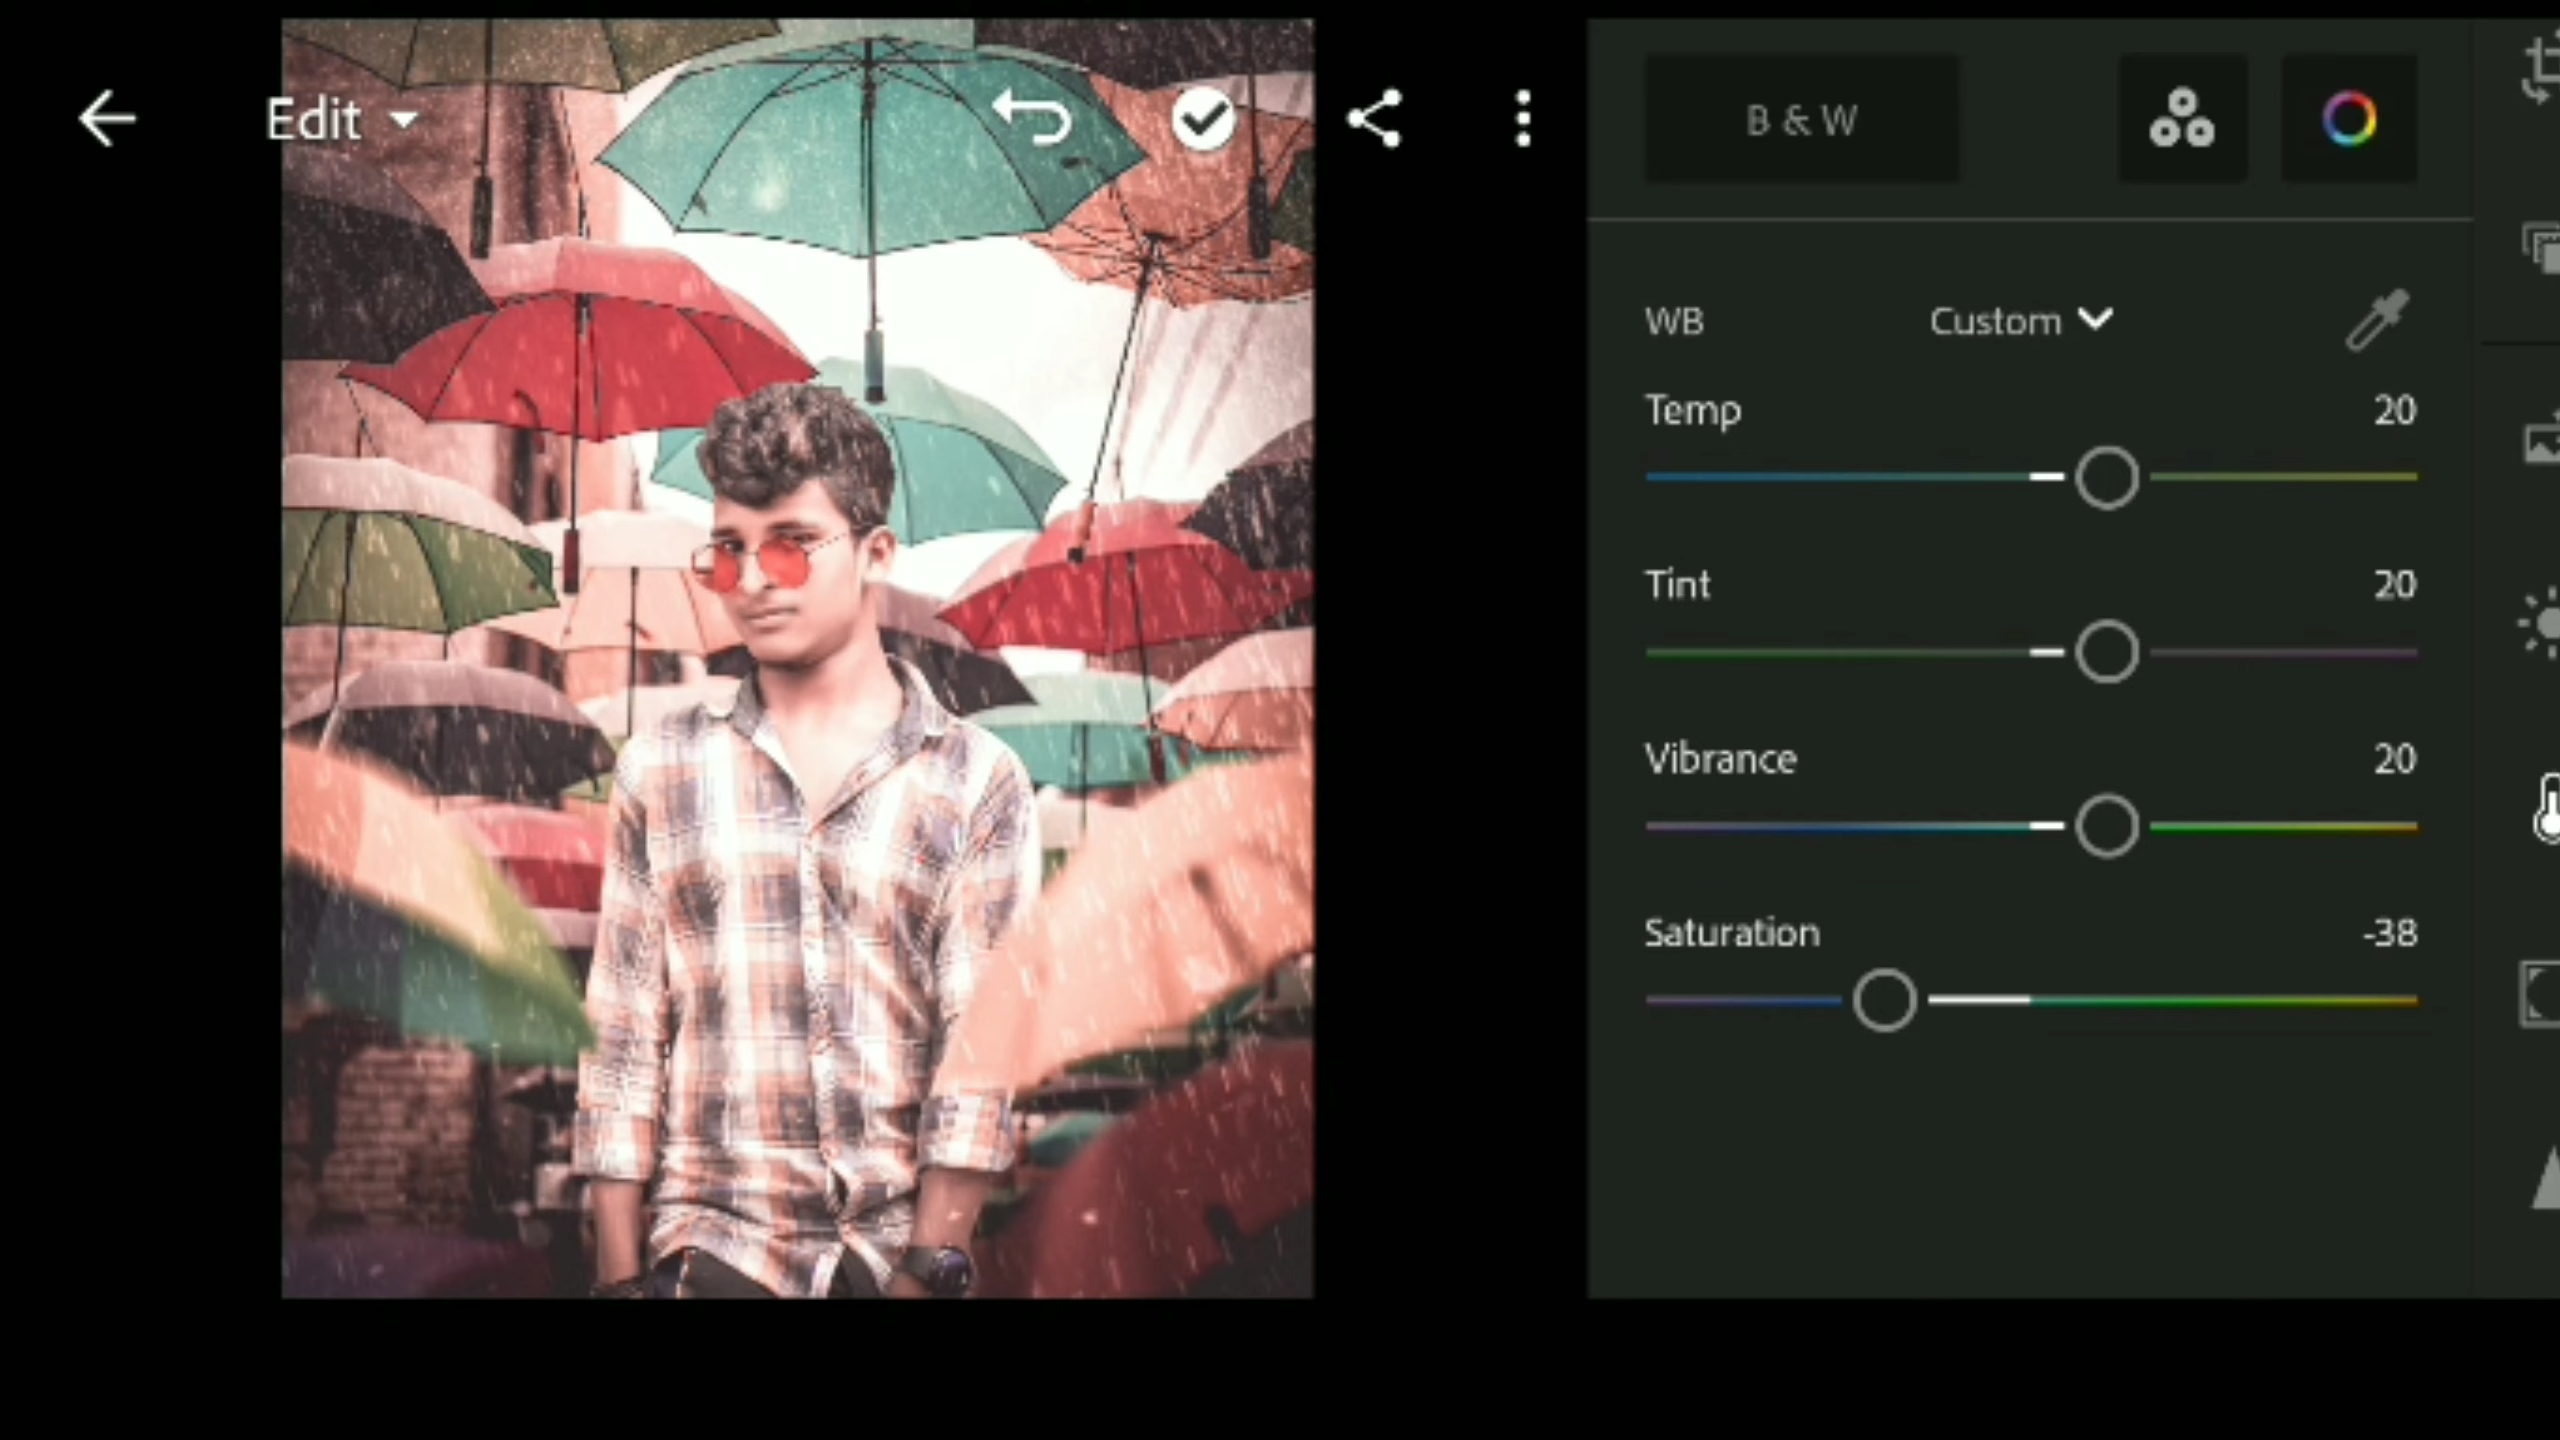 Edit
B & W
WB Custom
Temp 20
Tint 20
Vibrance 20
Saturation -38